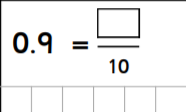 0.9 = □/10